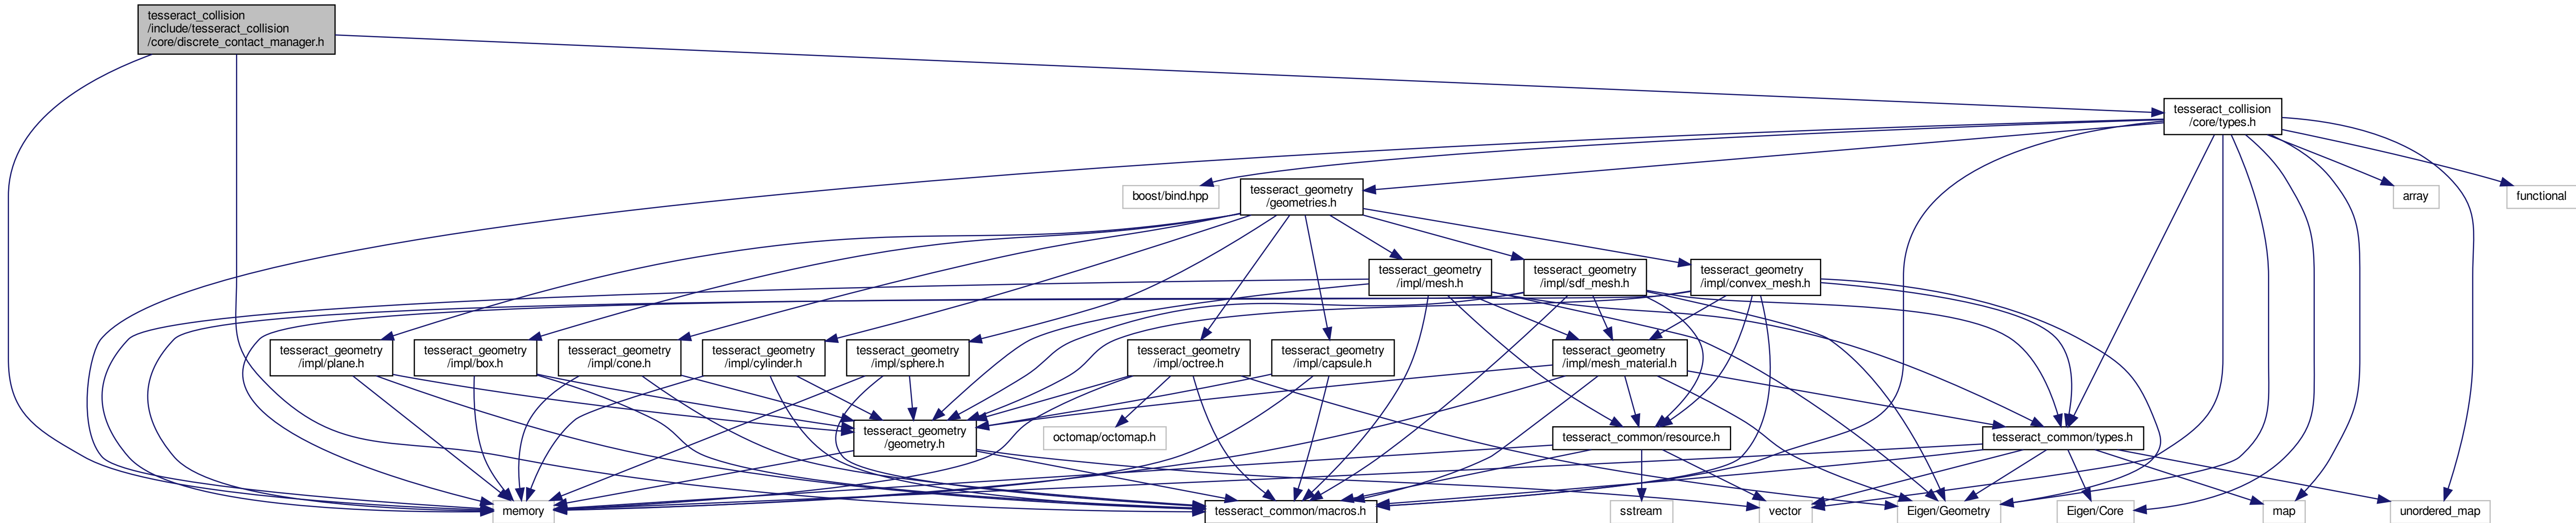 tesseract_collision
/include/tesseract_collision
/core/discrete_contact_manager.h
tesseract_collision
/core/types.h
boost/bind.hpp
tesseract_geometry
/geometries.h
array
functional
tesseract_geometry
/impl/mesh.h
tesseract_geometry
/impl/sdf_mesh.h
tesseract_geometry
/impl/convex_mesh.h
tesseract_geometry
/impl/plane.h
tesseract_geometry
/impl/box.h
tesseract_geometry
/impl/cone.h
tesseract_geometry
/impl/cylinder.h
tesseract_geometry
/impl/sphere.h
tesseract_geometry
/impl/octree.h
tesseract_geometry
/impl/capsule.h
tesseract_geometry
/impl/mesh_material.h
tesseract_geometry
/geometry.h
octomap/octomap.h
tesseract_common/resource.h
tesseract_common/types.h
memory
tesseract_common/macros.h
sstream
vector
Eigen/Geometry
Eigen/Core
map
unordered_map